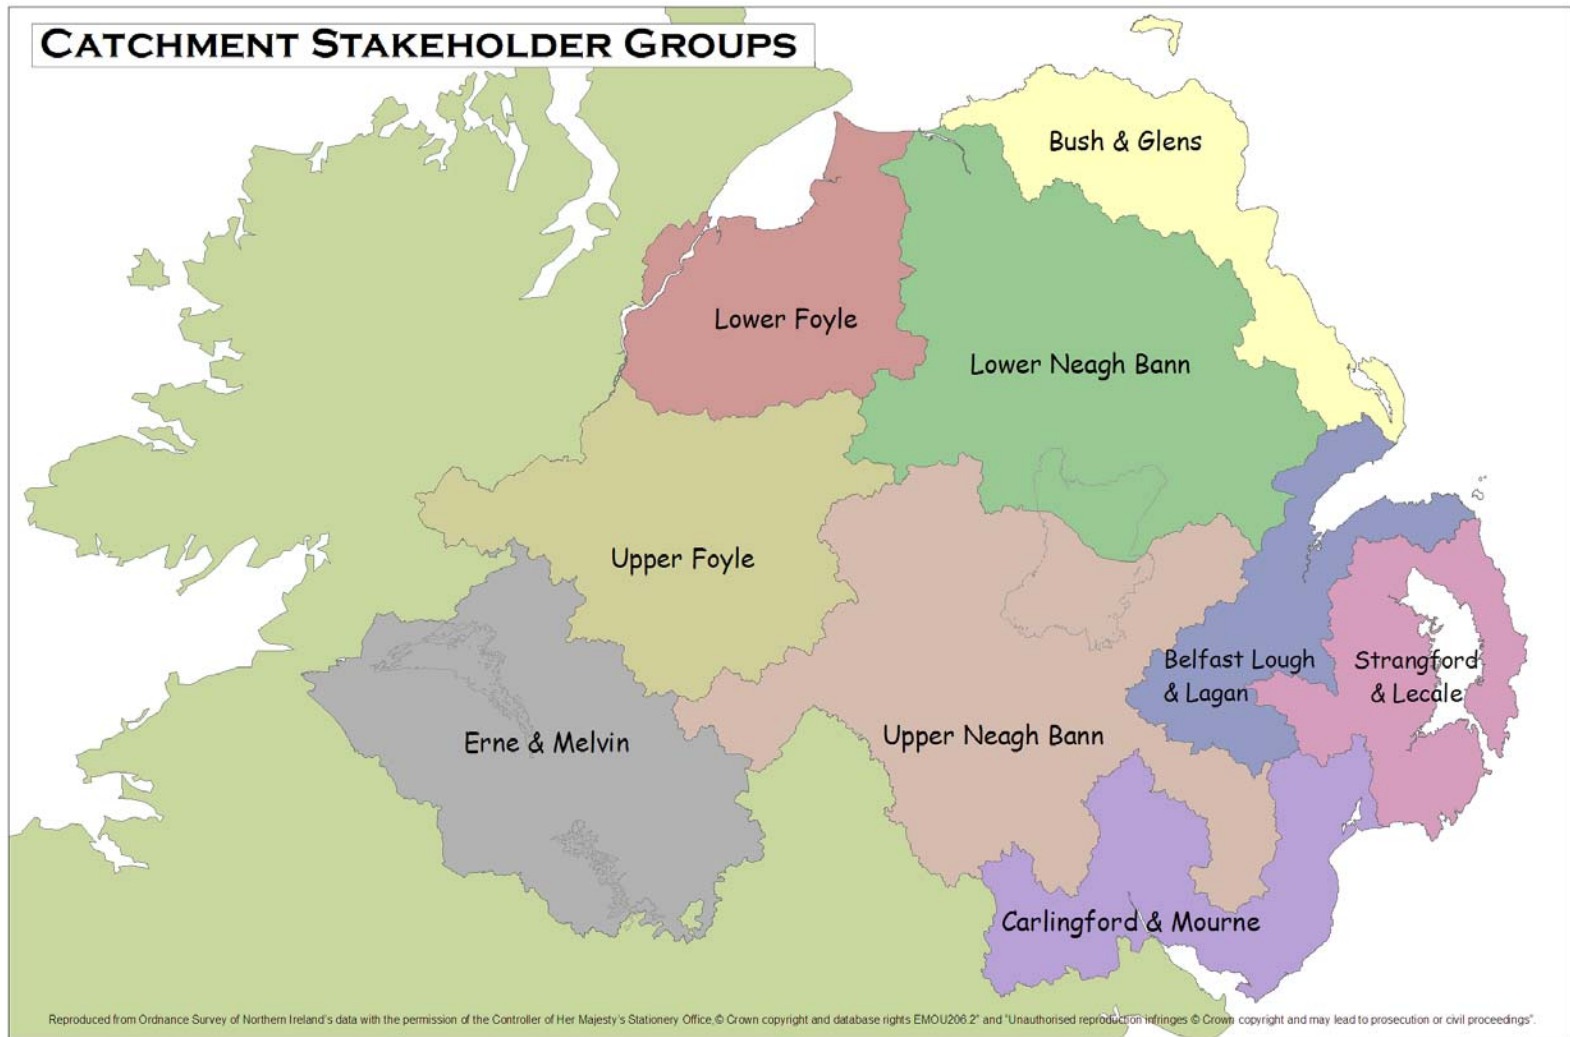 CATCHMENT STAKEHOLDER GROUPS
Bush & Glens
Lower Foyle
Lower Neagh Bann
Upper Foyle
Belfast Lough
& Lagan
Strangford
& Lecale
Erne & Melvin
Upper Neagh Bann
Carlingford & Mourne
Reproduced from Ordnance Survey of Northern Ireland's data with the permission of the Controller of Her Majesty's Stationery Office,© Crown copyright and database rights EMOU206.2" and "Unauthorised reproduction infringes © Crown copyright and may lead to prosecution or civil proceedings".